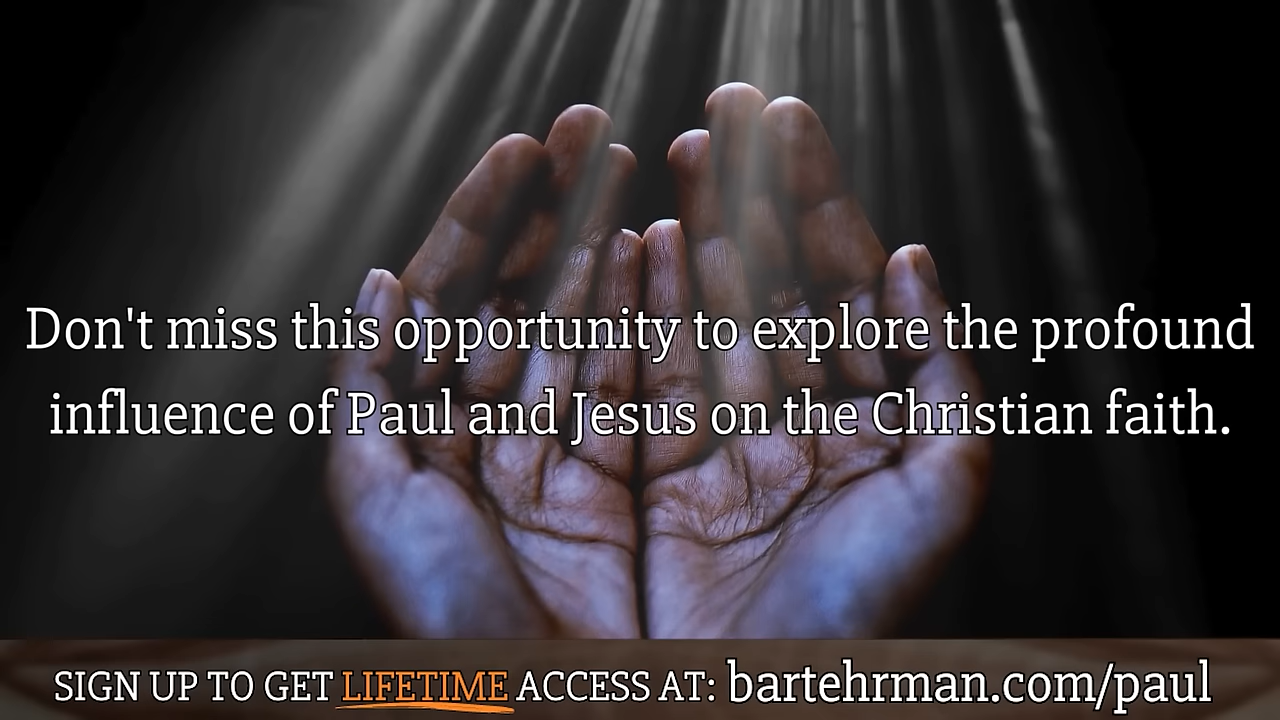 Don't miss this opportunity to explore the profound
influence of Paul and Jesus on the Christian faith.
SIGN UP TO GET LIFETIME ACCESS AT: bartehrman.com/paul